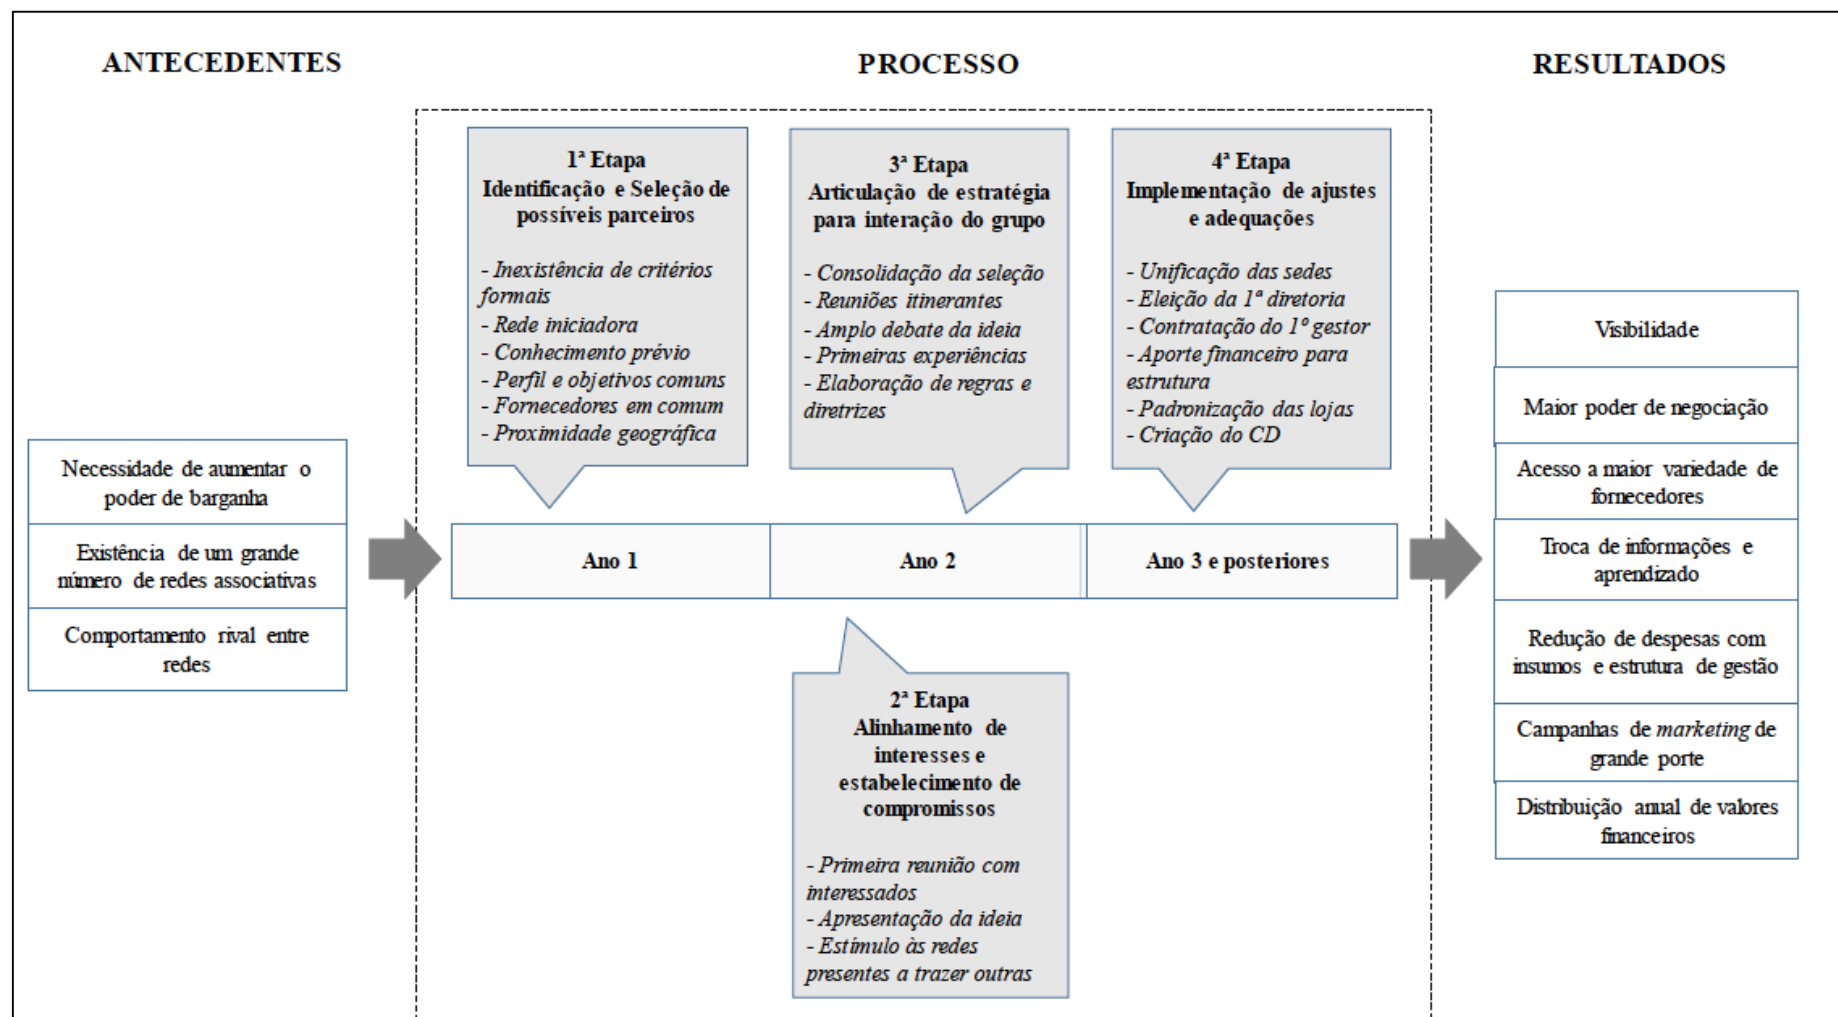 ANTECEDENTES
PROCESSO
RESULTADOS
Necessidade de aumentar o
poder de barganha
Existência de um grande
número de redes associativas
Comportamento rival entre
redes
1ª Etapa
Identificação e Seleção de
possíveis parceiros
- Inexistência de critérios
formais
- Rede iniciadora
- Conhecimento prévio
- Perfil e objetivos comuns
- Fornecedores em comum
- Proximidade geográfica
3ª Etapa
Articulação de estratégia
para interação do grupo
- Consolidação da seleção
- Reuniões itinerantes
- Amplo debate da ideia
- Primeiras experiências
- Elaboração de regras e
diretrizes
4ª Etapa
Implementação de ajustes
e adequações
- Unificação das sedes
- Eleição da 1ª diretoria
- Contratação do 1º gestor
- Aporte financeiro para
estrutura
- Padronização das lojas
- Criação do CD
Ano 1
Ano 2
Ano 3 e posteriores
2ª Etapa
Alinhamento de
interesses e
estabelecimento de
compromissos
- Primeira reunião com
interessados
- Apresentação da ideia
- Estímulo às redes
presentes a trazer outras
Visibilidade
Maior poder de negociação
Acesso a maior variedade de
fornecedores
Troca de informações e
aprendizado
Redução de despesas com
insumos e estrutura de gestão
Campanhas de marketing de
grande porte
Distribuição anual de valores
financeiros